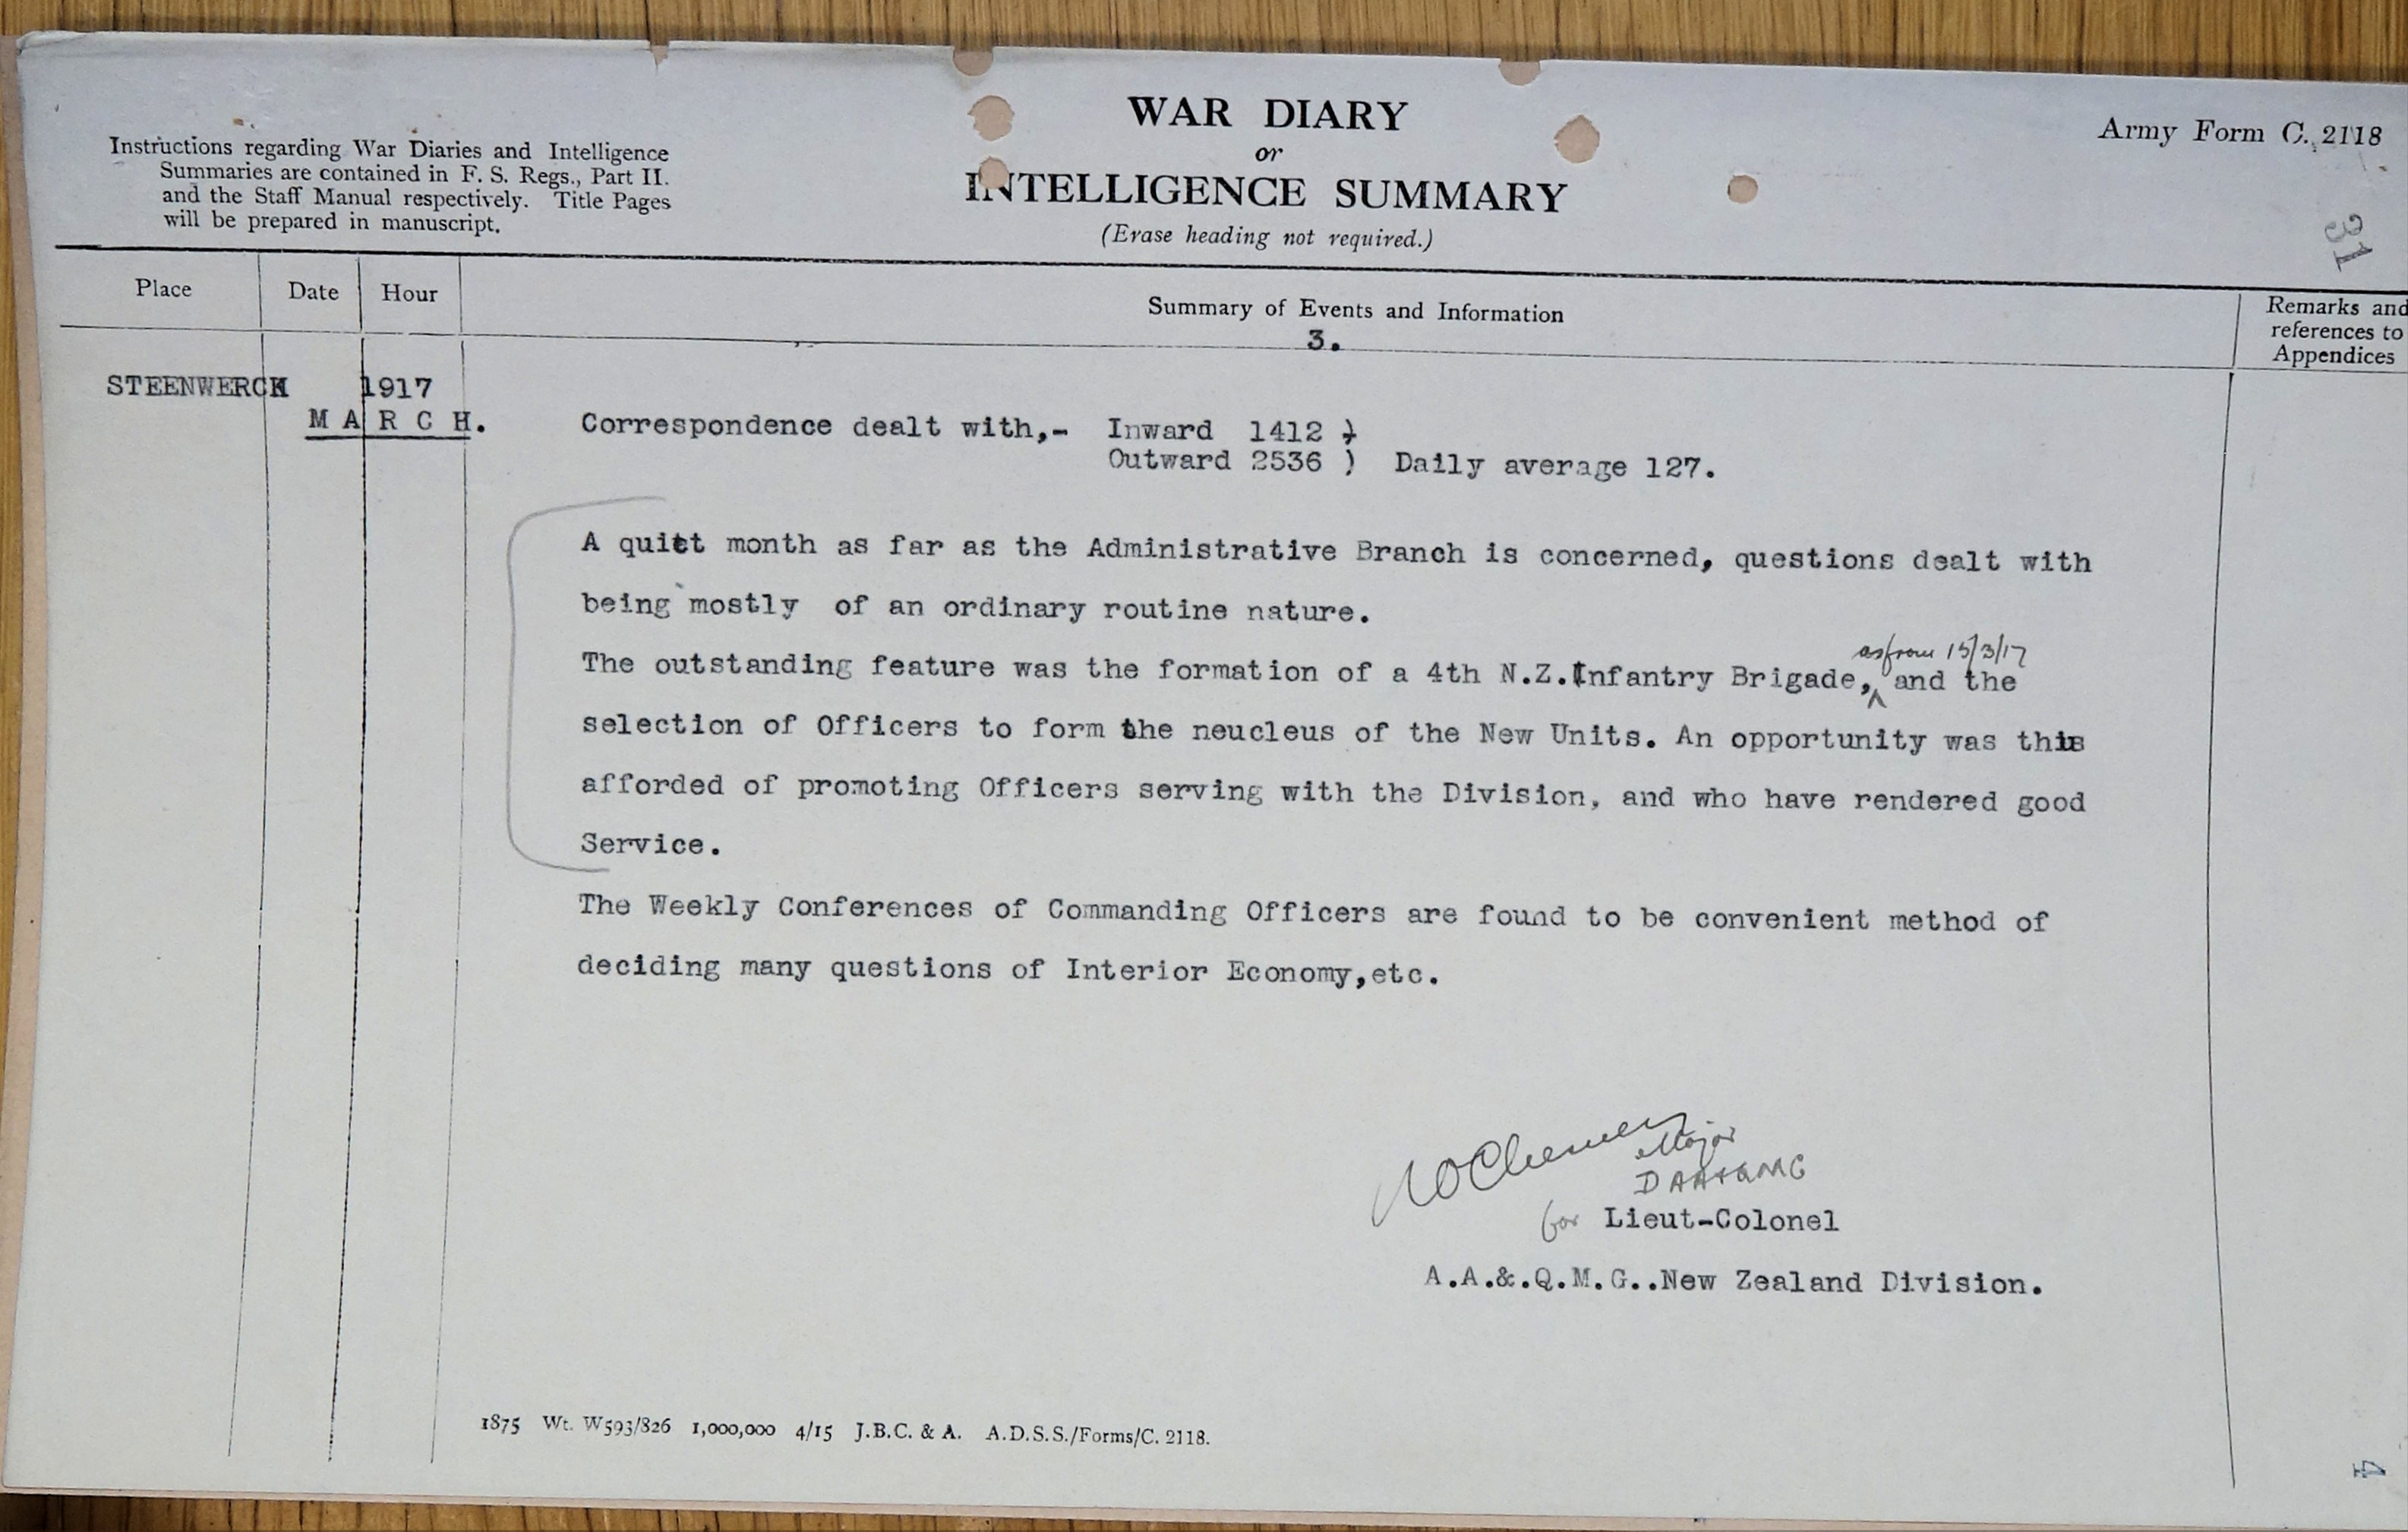 WAR DIARY
or
INTELLIGENCE SUMMARY
(Erase heading not required.)
Army Form C. 2118
Instructions regarding War Diaries and Intelligence
Summaries are contained in F. S. Regs., Part II.
and the Staff Manual respectively. Title Pages
will be prepared in manuscript.
31
Place
Date
Hour
Summary of Events and Information
Remarks and
references to
Appendices
3.
STEENWERCK 1917
MARCH.
Correspondence dealt with,- Inward 1412 )
Outward 2536 ) Daily average 127.
A quiet month as far as the Administrative Branch is concerned, questions dealt with
being mostly of an ordinary routine nature.
as from 15/3/17
The outstanding feature was the formation of a 4th N.Z.Infantry Brigade, and the
selection of Officers to form the neucleus of the New Units. An opportunity was this
afforded of promoting Officers serving with the Division, and who have rendered good
Service.
The Weekly Conferences of Commanding Officers are found to be convenient method of
deciding many questions of Interior Economy,etc.
Major
DAA+QMG
for Lieut-Colonel
A.A.&.Q.M.G..New Zealand Division.
1875 Wt. W593/826 1,000,000 4/15 J.B.C. & A. A.D.S.S./Forms/C. 2118.
4